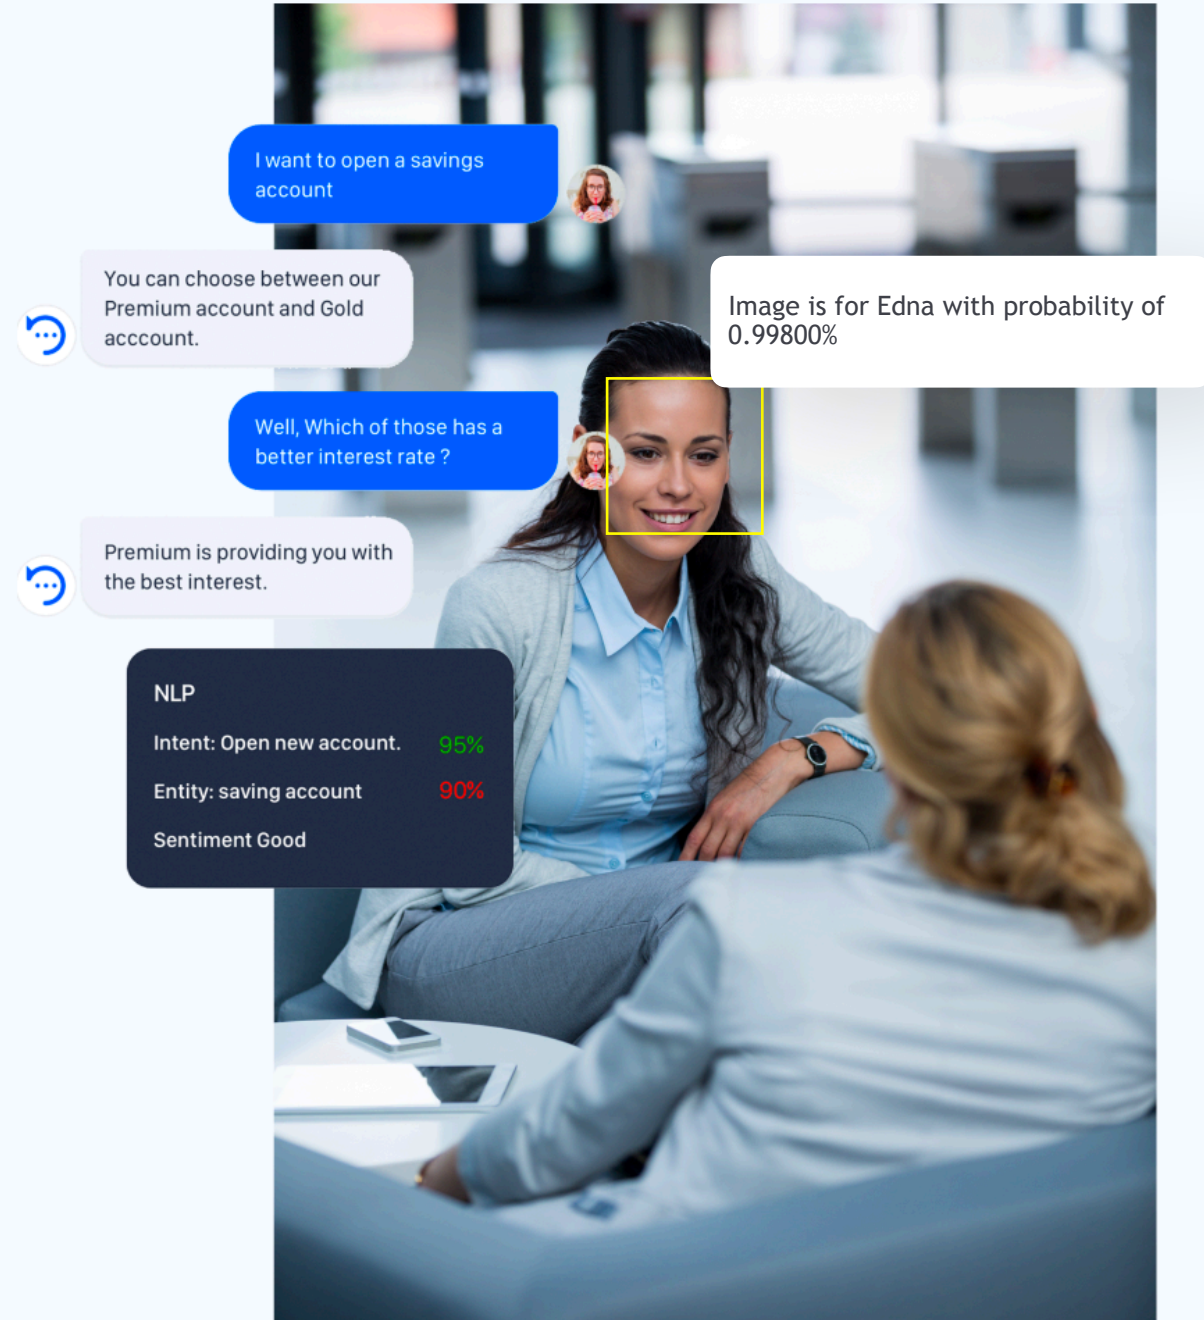 I want to open a savings
account
You can choose between our
Premium account and Gold
acccount.
Image is for Edna with probability of
0.99800%
Well, Which of those has a
better interest rate ?
Premium is providing you with
the best interest.
NLP
Intent: Open new account. 95%
Entity: saving account 90%
Sentiment Good